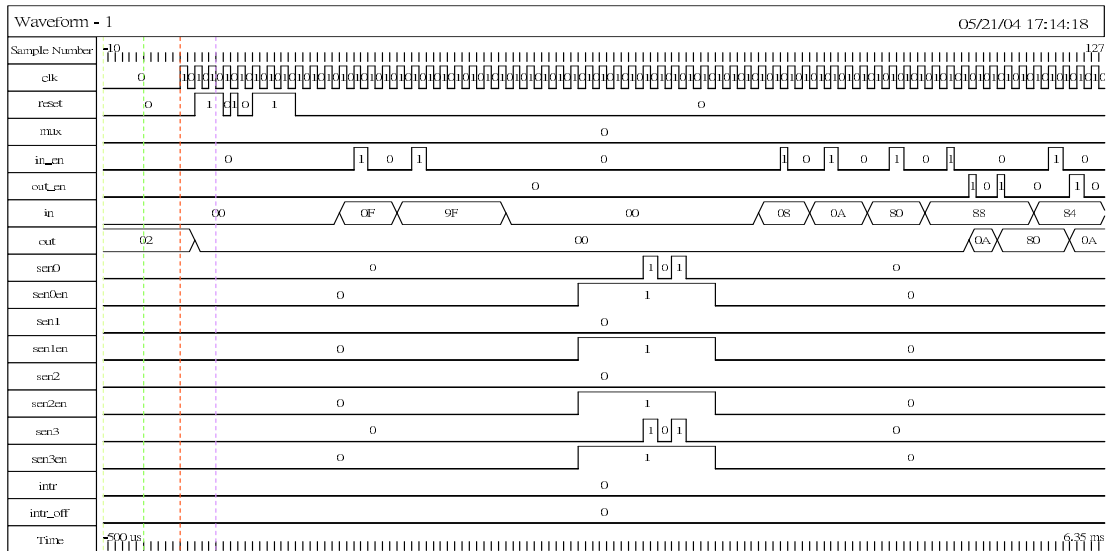 Waveform - 1 05/21/04 17:14:18
Sample Number -10 127
clk 0 1010101010101010101010101010101010101010101010101010101010101010101010101010101010101010101010101010101010101010101010101010101010
reset 0 1 0 1 0 1 0
mux 0
in_en 0 1 0 1 0 1 0 1 0 1 0 1 0 1 0
out_en 0 1 0 1 0 1 0
in 00 0F 9F 00 08 0A 80 88 84
out 02 00 0A 80 0A
sen0 0 1 0 1 0
sen0en 0 1 0
sen1 0
sen1en 0 1 0
sen2 0
sen2en 0 1 0
sen3 0 1 0 1 0
sen3en 0 1 0
intr 0
intr_off 0
Time -500 us 6.35 ms